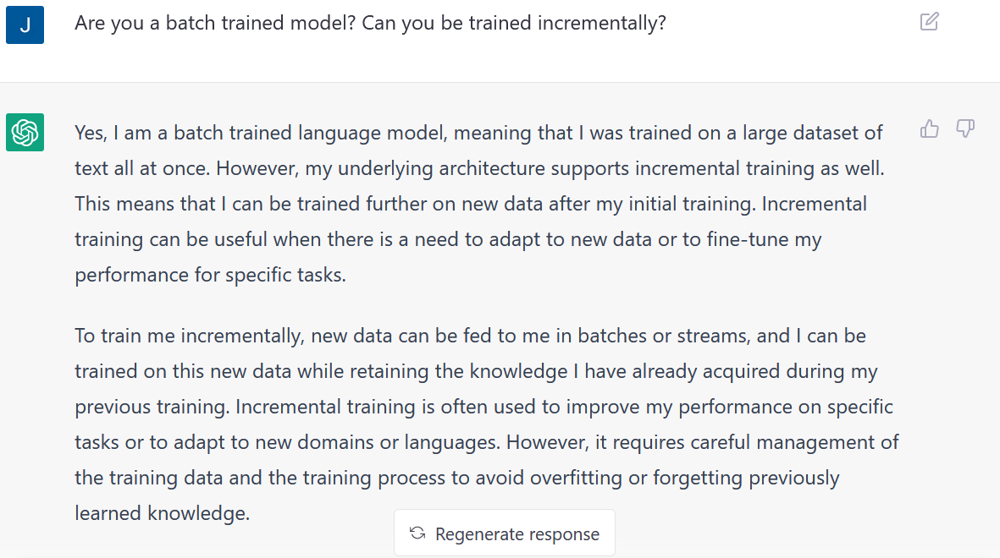 J
Are you a batch trained model? Can you be trained incrementally?
Yes, I am a batch trained language model, meaning that I was trained on a large dataset of
text all at once. However, my underlying architecture supports incremental training as well.
This means that I can be trained further on new data after my initial training. Incremental
training can be useful when there is a need to adapt to new data or to fine-tune my
performance for specific tasks.
To train me incrementally, new data can be fed to me in batches or streams, and I can be
trained on this new data while retaining the knowledge I have already acquired during my
previous training. Incremental training is often used to improve my performance on specific
tasks or to adapt to new domains or languages. However, it requires careful management of
the training data and the training process to avoid overfitting or forgetting previously
learned knowledge.
Regenerate response